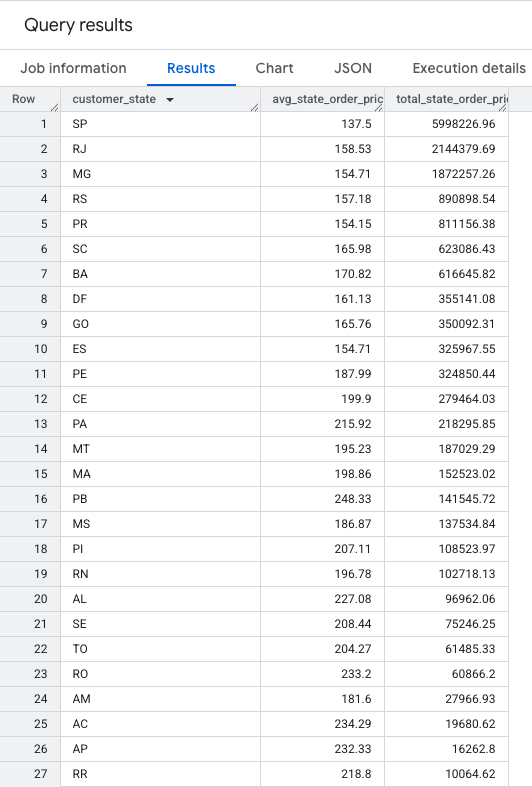 Query results
Job information Results Chart JSON Execution details
Row customer_state avg_state_order_pric total_state_order_pri
1 SP 137.5 5998226.96
2 RJ 158.53 2144379.69
3 MG 154.71 1872257.26
4 RS 157.18 890898.54
5 PR 154.15 811156.38
6 SC 165.98 623086.43
7 BA 170.82 616645.82
8 DF 161.13 355141.08
9 GO 165.76 350092.31
10 ES 154.71 325967.55
11 PE 187.99 324850.44
12 CE 199.9 279464.03
13 PA 215.92 218295.85
14 MT 195.23 187029.29
15 MA 198.86 152523.02
16 PB 248.33 141545.72
17 MS 186.87 137534.84
18 PI 207.11 108523.97
19 RN 196.78 102718.13
20 AL 227.08 96962.06
21 SE 208.44 75246.25
22 TO 204.27 61485.33
23 RO 233.2 60866.2
24 AM 181.6 27966.93
25 AC 234.29 19680.62
26 AP 232.33 16262.8
27 RR 218.8 10064.62